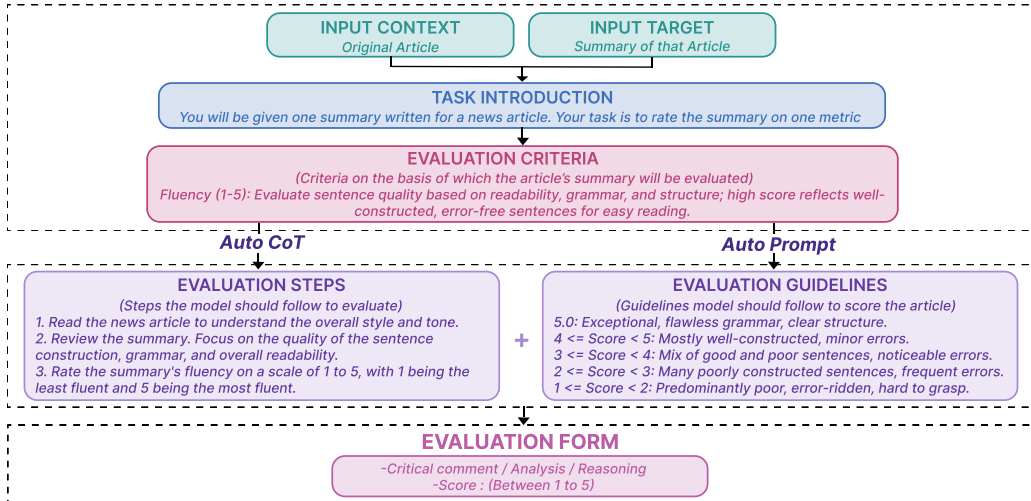 INPUT CONTEXT
Original Article
INPUT TARGET
Summary of that Article
TASK INTRODUCTION
You will be given one summary written for a news article. Your task is to rate the summary on one metric
EVALUATION CRITERIA
(Criteria on the basis of which the article's summary will be evaluated)
Fluency (1-5): Evaluate sentence quality based on readability, grammar, and structure; high score reflects well-
constructed, error-free sentences for easy reading.
Auto CoT
Auto Prompt
EVALUATION STEPS
(Steps the model should follow to evaluate)
1. Read the news article to understand the overall style and tone.
2. Review the summary. Focus on the quality of the sentence
construction, grammar, and overall readability.
3. Rate the summary's fluency on a scale of 1 to 5, with 1 being the
least fluent and 5 being the most fluent.
+
EVALUATION GUIDELINES
(Guidelines model should follow to score the article)
5.0: Exceptional, flawless grammar, clear structure.
4 <= Score < 5: Mostly well-constructed, minor errors.
3 <= Score < 4: Mix of good and poor sentences, noticeable errors.
2 <= Score < 3: Many poorly constructed sentences, frequent errors.
1 <= Score < 2: Predominantly poor, error-ridden, hard to grasp.
EVALUATION FORM
-Critical comment / Analysis / Reasoning
-Score : (Between 1 to 5)